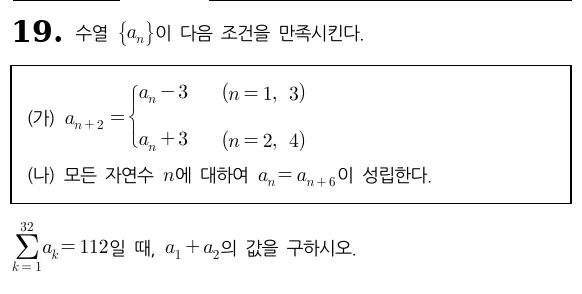 19. 수열 {aₙ}이 다음 조건을 만족시킨다.
(가) aₙ₊₂ = { aₙ − 3 (n = 1, 3)
aₙ + 3 (n = 2, 4)
(나) 모든 자연수 n에 대하여 aₙ = aₙ₊₆이 성립한다.
∑_{k=1}^{32} aₖ = 112일 때, a₁ + a₂의 값을 구하시오.